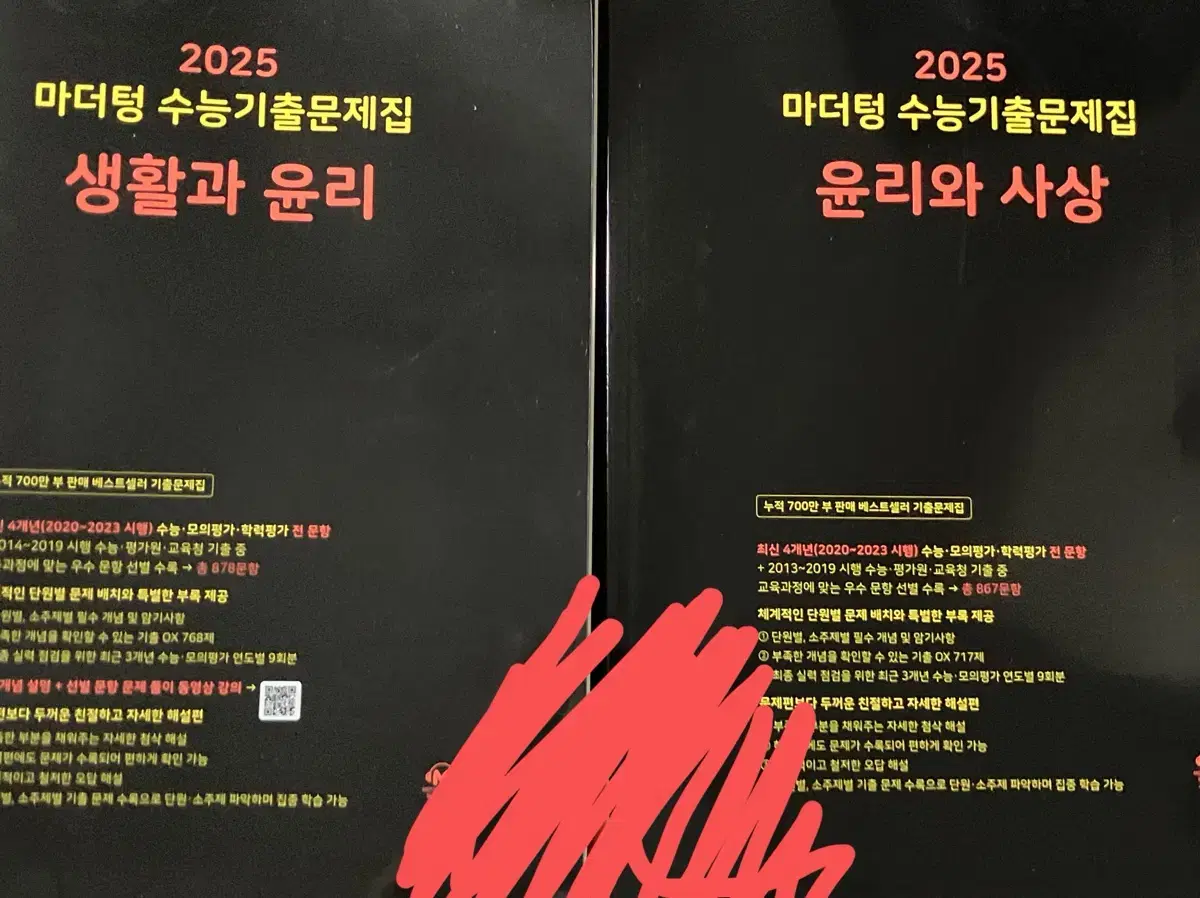 2025
마더텅 수능기출문제집
생활과 윤리
적 700만 부 판매 베스트셀러 기출문제집
4개년(2020~2023 시행) 수능·모의평가·학력평가 전 문항
014~2019 시행 수능·평가원·교육청 기출 중
과정에 맞는 우수 문항 선별 수록 → 총 878문항
적인 단원별 문제 배치와 특별한 부록 제공
원별, 소주제별 필수 개념 및 암기사항
족한 개념을 확인할 수 있는 기출 OX 768제
종 실력 점검을 위한 최근 3개년 수능·모의평가 연도별 9회분
개념 설명 + 선별 문항 문제 풀이 동영상 강의 →
편보다 두꺼운 친절하고 자세한 해설편
한 부분을 채워주는 자세한 첨삭 해설
편에도 문제가 수록되어 편하게 확인 가능
적이고 철저한 오답 해설
별, 소주제별 기출 문제 수록으로 단원·소주제 파악하며 집중 학습 가능
2025
마더텅 수능기출문제집
윤리와 사상
누적 700만 부 판매 베스트셀러 기출문제집
최신 4개년(2020~2023 시행) 수능·모의평가·학력평가 전 문항
+ 2013~2019 시행 수능·평가원·교육청 기출 중
교육과정에 맞는 우수 문항 선별 수록 → 총 867문항
체계적인 단원별 문제 배치와 특별한 부록 제공
① 단원별, 소주제별 필수 개념 및 암기사항
② 부족한 개념을 확인할 수 있는 기출 OX 717제
최종 실력 점검을 위한 최근 3개년 수능·모의평가 연도별 9회분
문제편보다 두꺼운 친절하고 자세한 해설편
부분을 채워주는 자세한 첨삭 해설
에도 문제가 수록되어 편하게 확인 가능
적이고 철저한 오답 해설
별, 소주제별 기출 문제 수록으로 단원·소주제 파악하며 집중 학습 가능